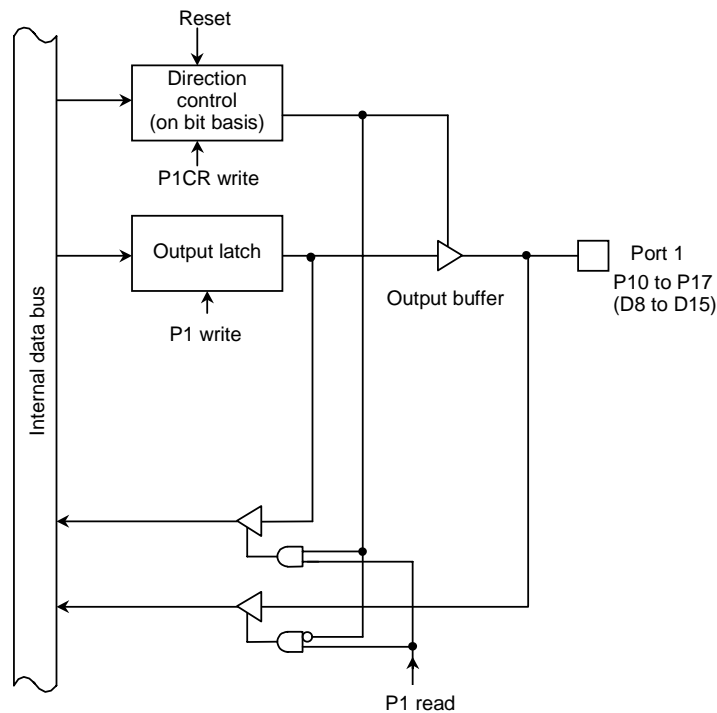 Reset
Direction
control
(on bit basis)
P1CR write
Output latch
P1 write
Output buffer
Port 1
P10 to P17
(D8 to D15)
Internal data bus
P1 read